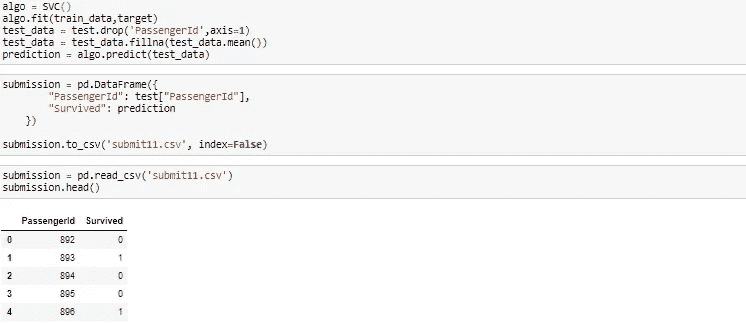 algo = SVC()
algo.fit(train_data,target)
test_data = test.drop('PassengerId',axis=1)
test_data = test_data.fillna(test_data.mean())
prediction = algo.predict(test_data)
submission = pd.DataFrame({
"PassengerId": test["PassengerId"],
"Survived": prediction
})
submission.to_csv('submit11.csv', index=False)
submission = pd.read_csv('submit11.csv')
submission.head()
PassengerId Survived
0 892 0
1 893 1
2 894 0
3 895 0
4 896 1